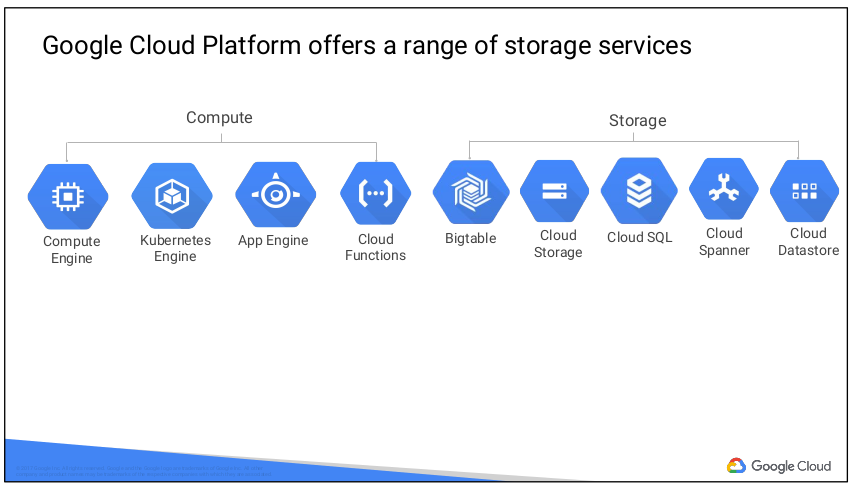 Google Cloud Platform offers a range of storage services
Compute
Storage
Compute
Engine
Kubernetes
Engine
App Engine
Cloud
Functions
Bigtable
Cloud
Storage
Cloud SQL
Cloud
Spanner
Cloud
Datastore
Google Cloud